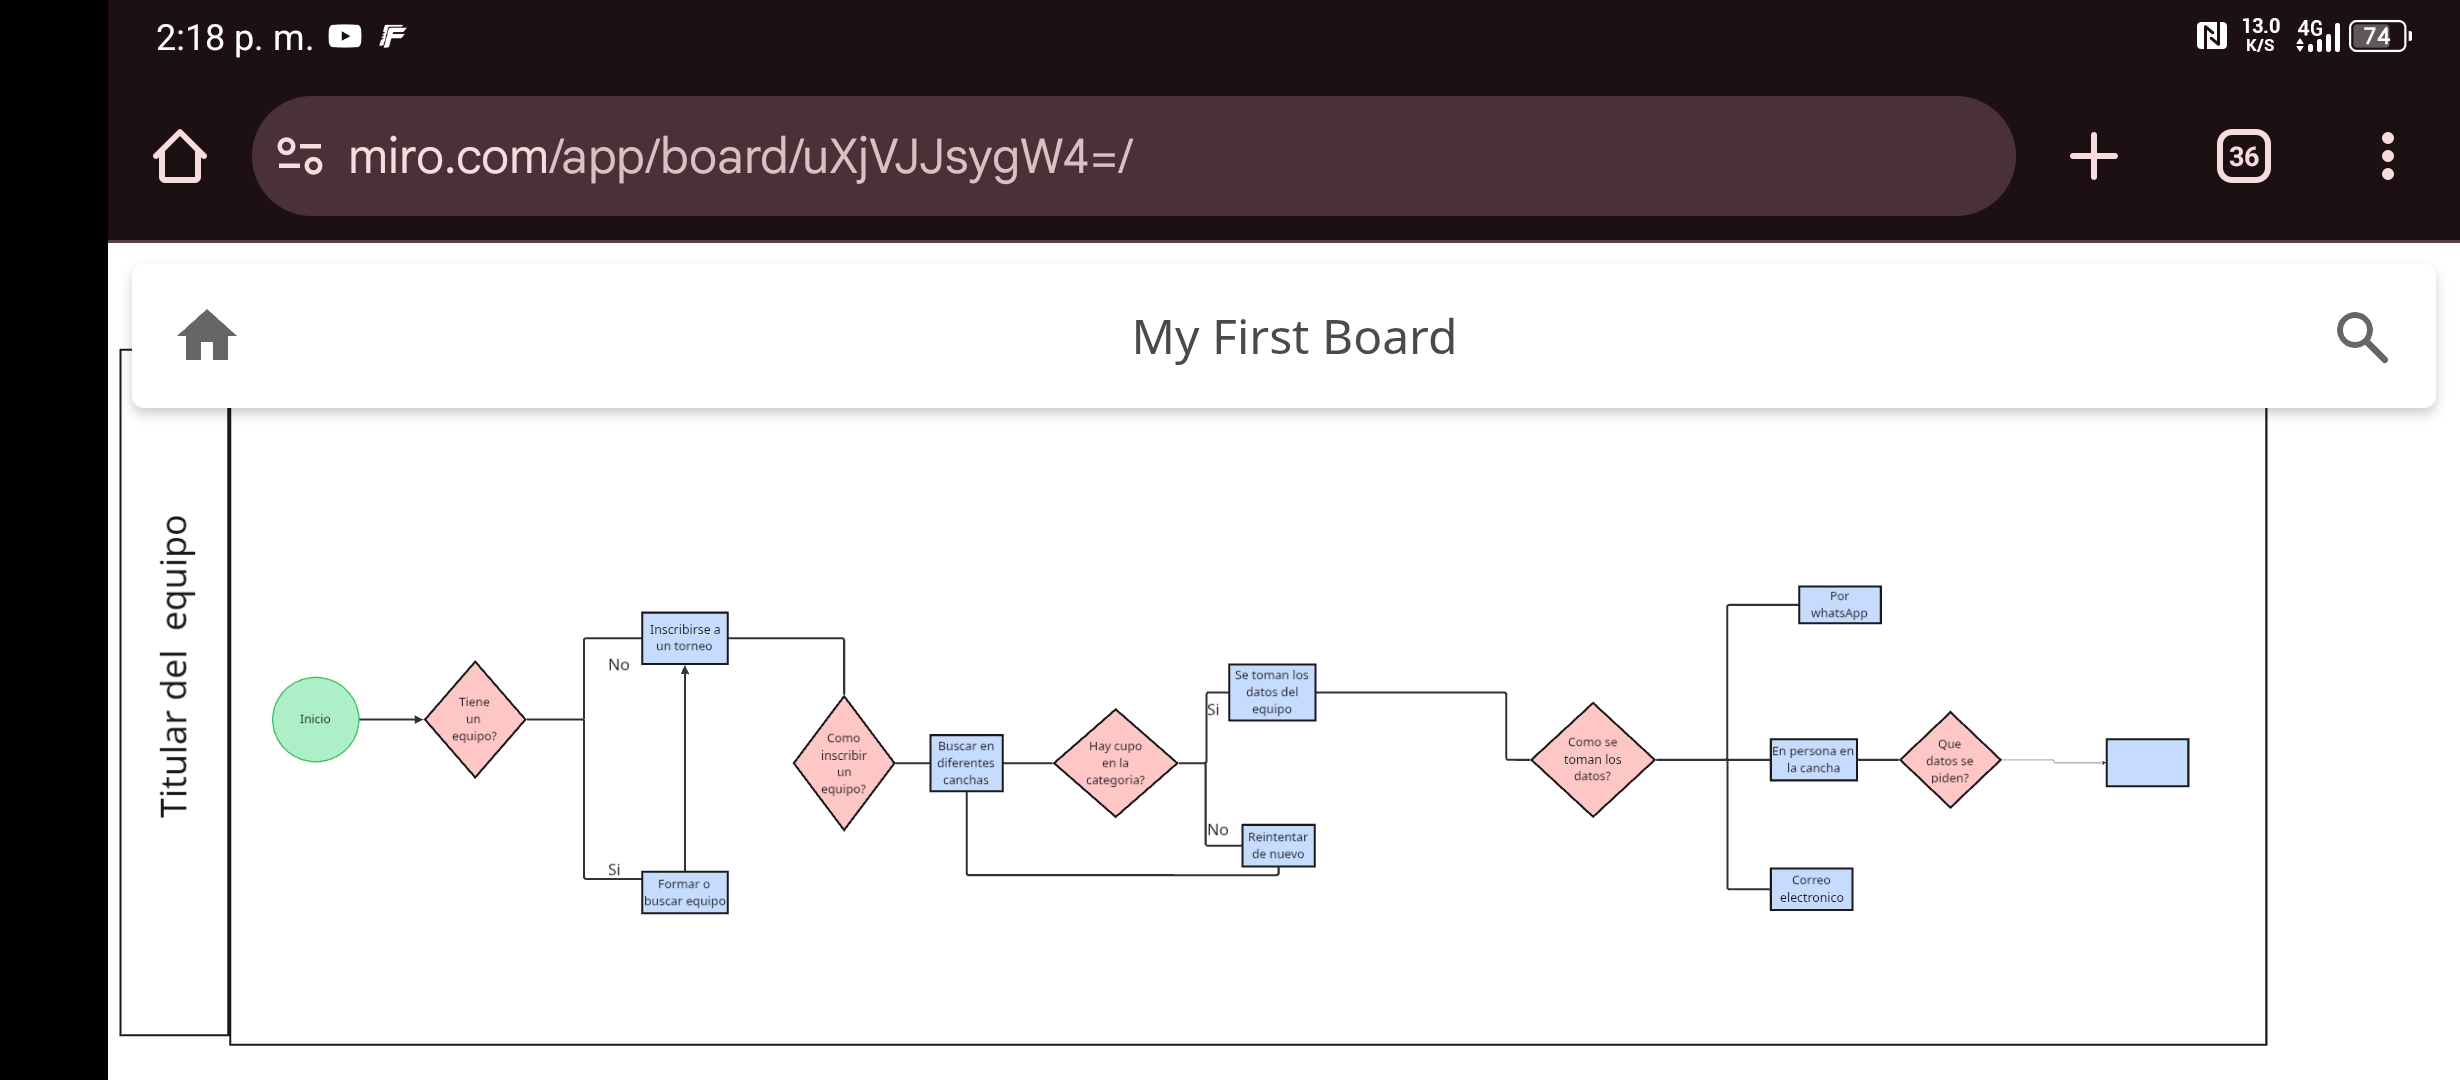 2:18 p. m.
13.0
K/S
4G
74
miro.com/app/board/uXjVJJsygW4=/
36
My First Board
Titular del equipo
Inicio
Tiene
un
equipo?
No
Si
Inscribirse a
un torneo
Formar o
buscar equipo
Como
inscribir
un
equipo?
Buscar en
diferentes
canchas
Hay cupo
en la
categoria?
Si
No
Se toman los
datos del
equipo
Reintentar
de nuevo
Como se
toman los
datos?
Por
whatsApp
En persona en
la cancha
Correo
electronico
Que
datos se
piden?